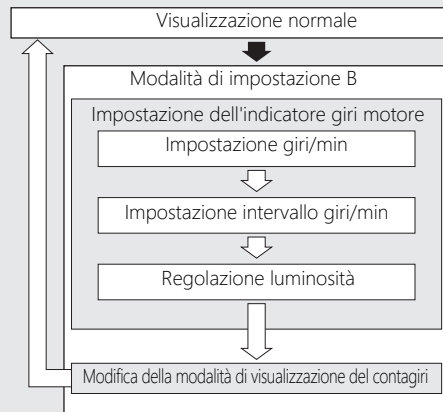 Visualizzazione normale
Modalità di impostazione B
Impostazione dell'indicatore giri motore
Impostazione giri/min
Impostazione intervallo giri/min
Regolazione luminosità
Modifica della modalità di visualizzazione del contagiri